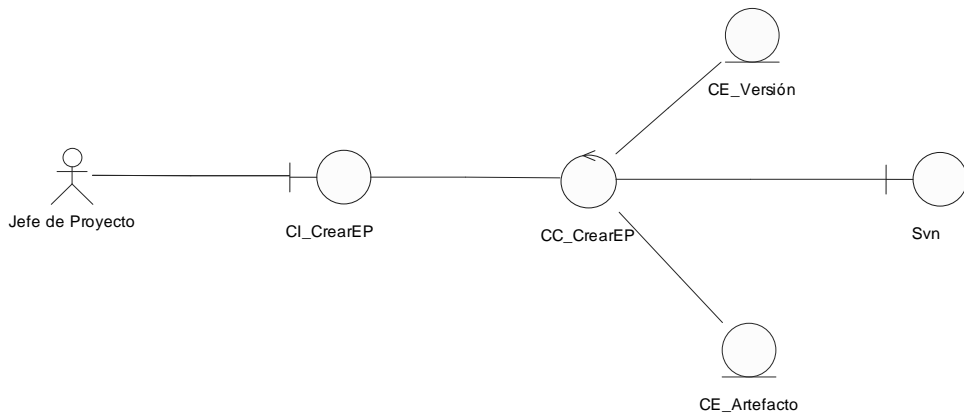 CE_Versión
Jefe de Proyecto
CI_CrearEP
CC_CrearEP
Svn
CE_Artefacto